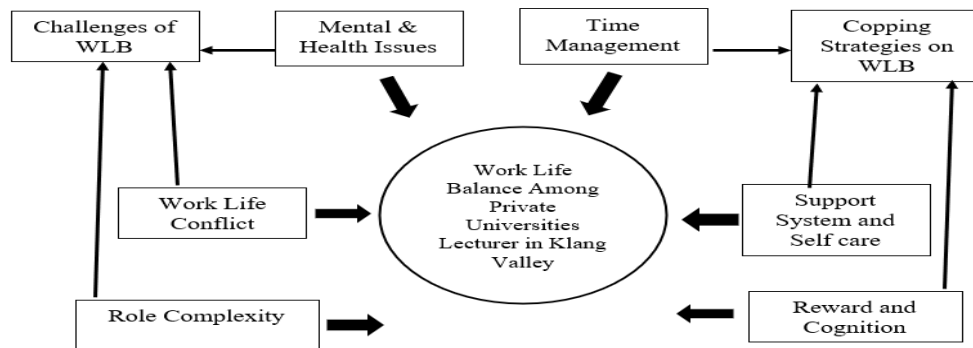 Challenges of
WLB
Mental &
Health Issues
Time
Management
Copping
Strategies on
WLB
Work Life
Balance Among
Private
Universities
Lecturer in Klang
Valley
Work Life
Conflict
Support
System and
Self care
Role Complexity
Reward and
Cognition